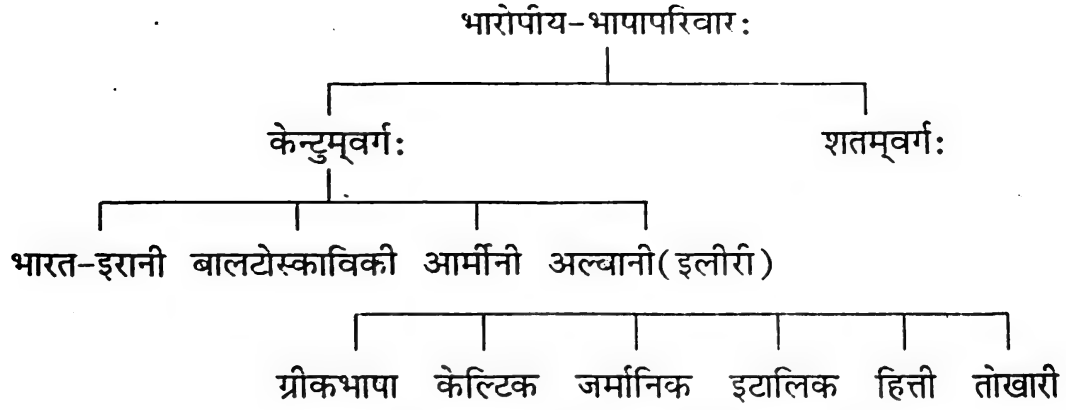 भारोपीय-भाषापरिवार:
केन्टुम्‌वर्ग: शतम्‌वर्ग:
भारत-इरानी बालटोस्काविकी आर्मीनी अल्बानी(इलीरी)
ग्रीकभाषा केल्टिक जर्मानिक इटालिक हित्ती तोखारी